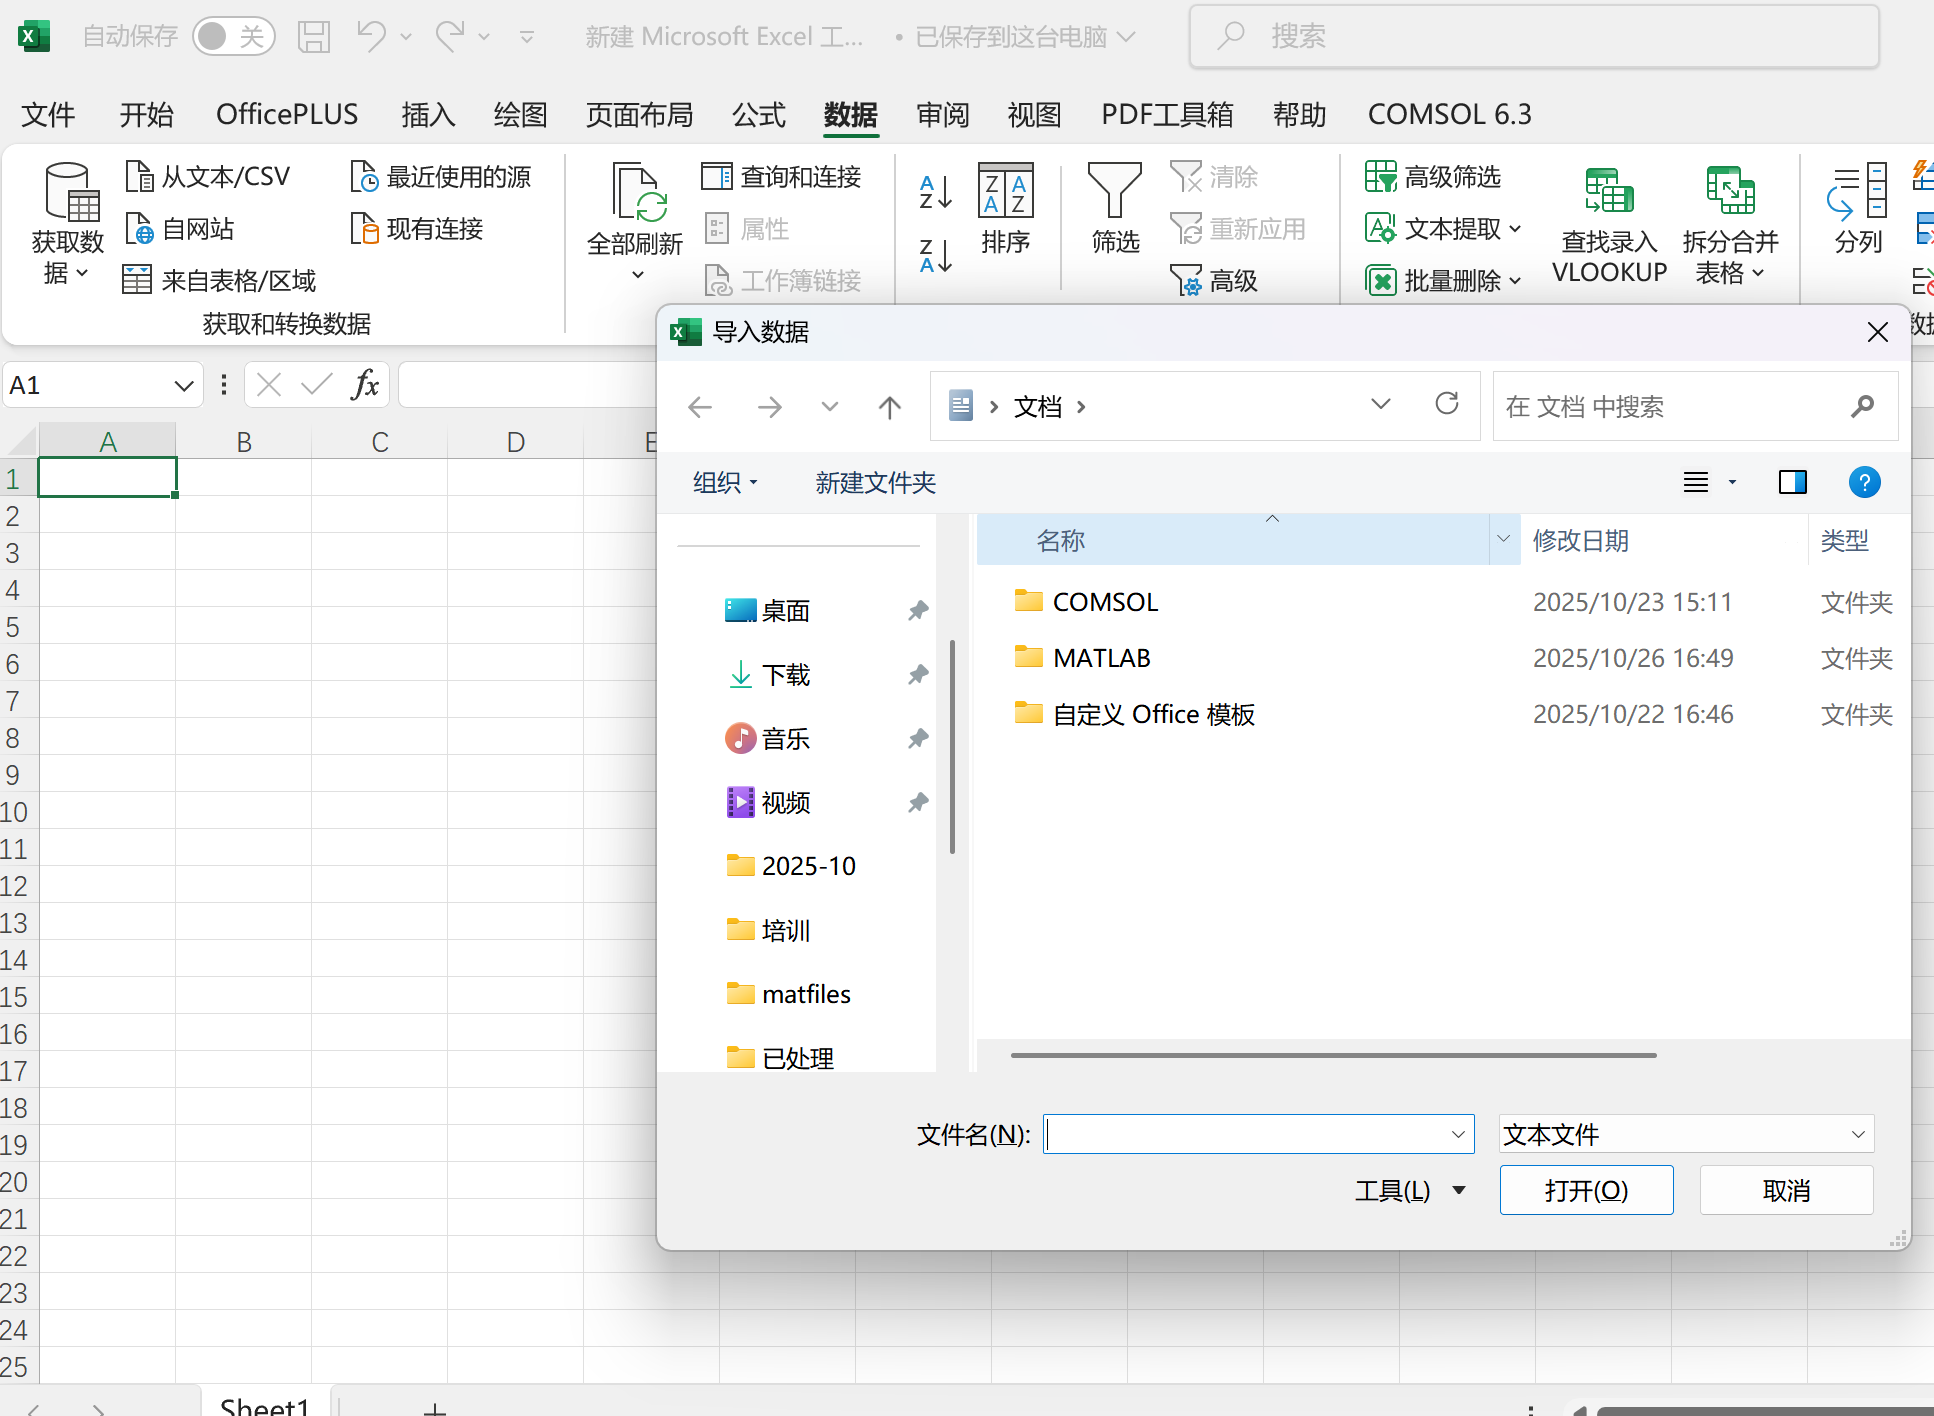 自动保存 关 新建 Microsoft Excel 工... • 已保存到这台电脑 搜索
文件 开始 OfficePLUS 插入 绘图 页面布局 公式 数据 审阅 视图 PDF工具箱 帮助 COMSOL 6.3
获取数据
从文本/CSV
自网站
来自表格/区域
最近使用的源
现有连接
获取和转换数据
全部刷新
查询和连接
属性
工作簿链接
排序
筛选
清除
重新应用
高级
高级筛选
文本提取
批量删除
查找录入
VLOOKUP
拆分合并
表格
分列
A1
fx
A B C D
1
2
3
4
5
6
7
8
9
10
11
12
13
14
15
16
17
18
19
20
21
22
23
24
25
Sheet1
导入数据
文档
在 文档 中搜索
组织 新建文件夹
桌面
下载
音乐
视频
2025-10
培训
matfiles
已处理
名称 修改日期 类型
COMSOL 2025/10/23 15:11 文件夹
MATLAB 2025/10/26 16:49 文件夹
自定义 Office 模板 2025/10/22 16:46 文件夹
文件名(N): 文本文件
工具(L) 打开(O) 取消